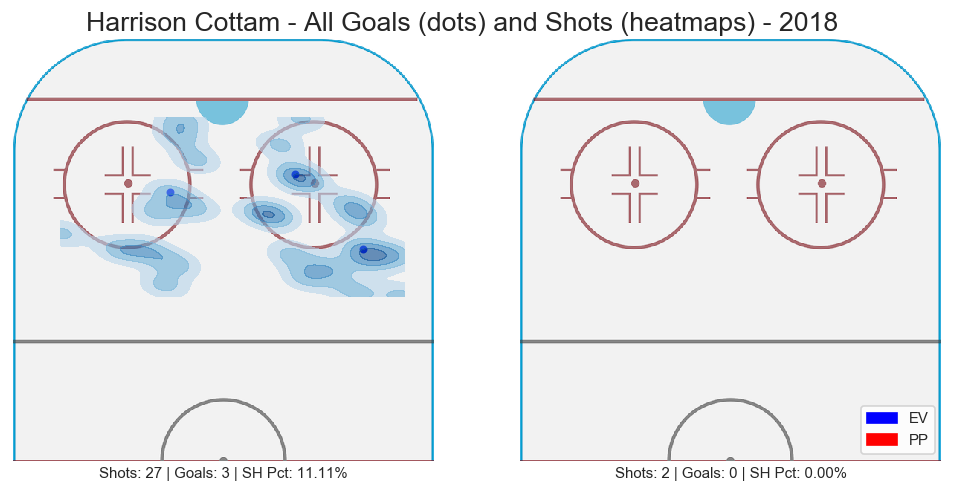 Harrison Cottam - All Goals (dots) and Shots (heatmaps) - 2018
EV
PP
Shots: 27 | Goals: 3 | SH Pct: 11.11%
Shots: 2 | Goals: 0 | SH Pct: 0.00%